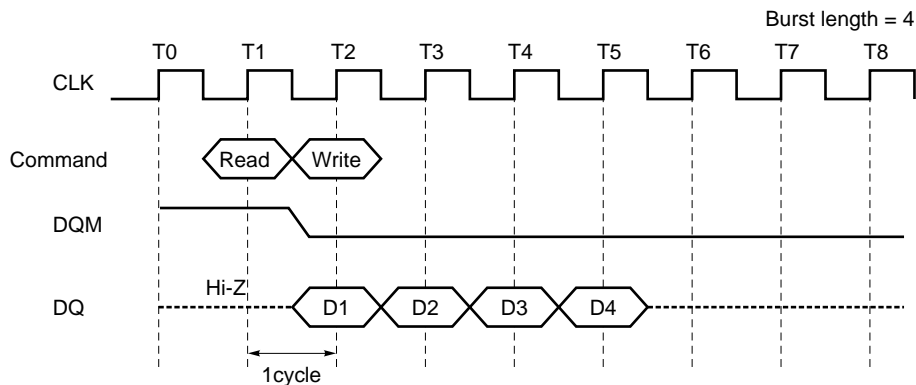 Burst length = 4
T0 T1 T2 T3 T4 T5 T6 T7 T8
CLK
Command Read Write
DQM
Hi-Z
DQ D1 D2 D3 D4
1cycle